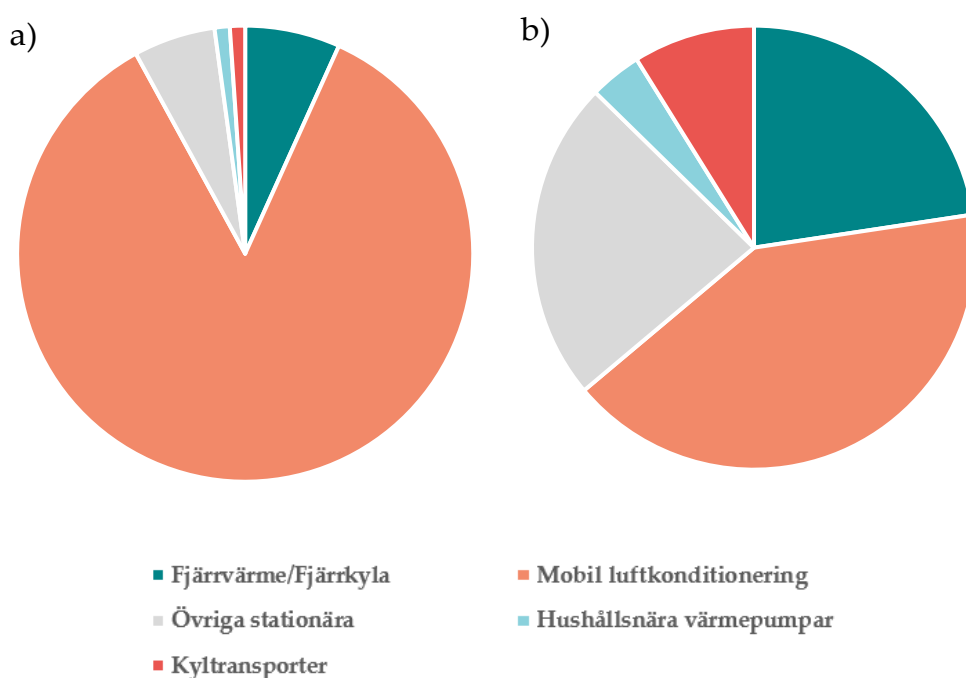 a)
b)
Fjärrvärme/Fjärrkyla
Mobil luftkonditionering
Övriga stationära
Hushållsnära värmepumpar
Kyltransporter